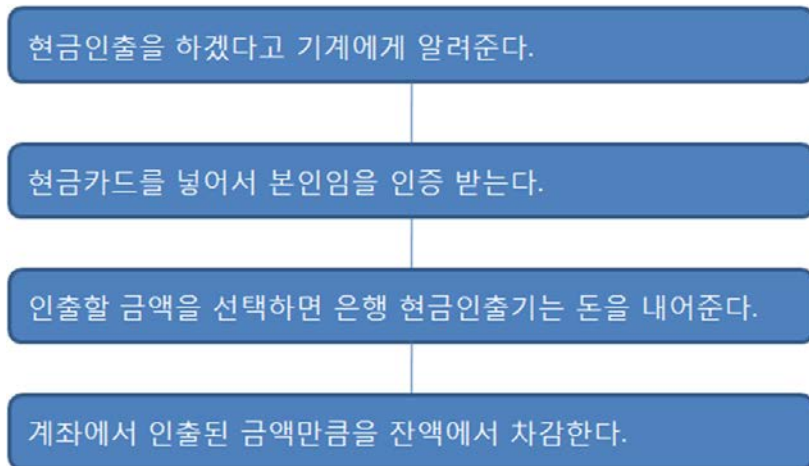 현금인출을 하겠다고 기계에게 알려준다.
현금카드를 넣어서 본인임을 인증 받는다.
인출할 금액을 선택하면 은행 현금인출기는 돈을 내어준다.
계좌에서 인출된 금액만큼을 잔액에서 차감한다.